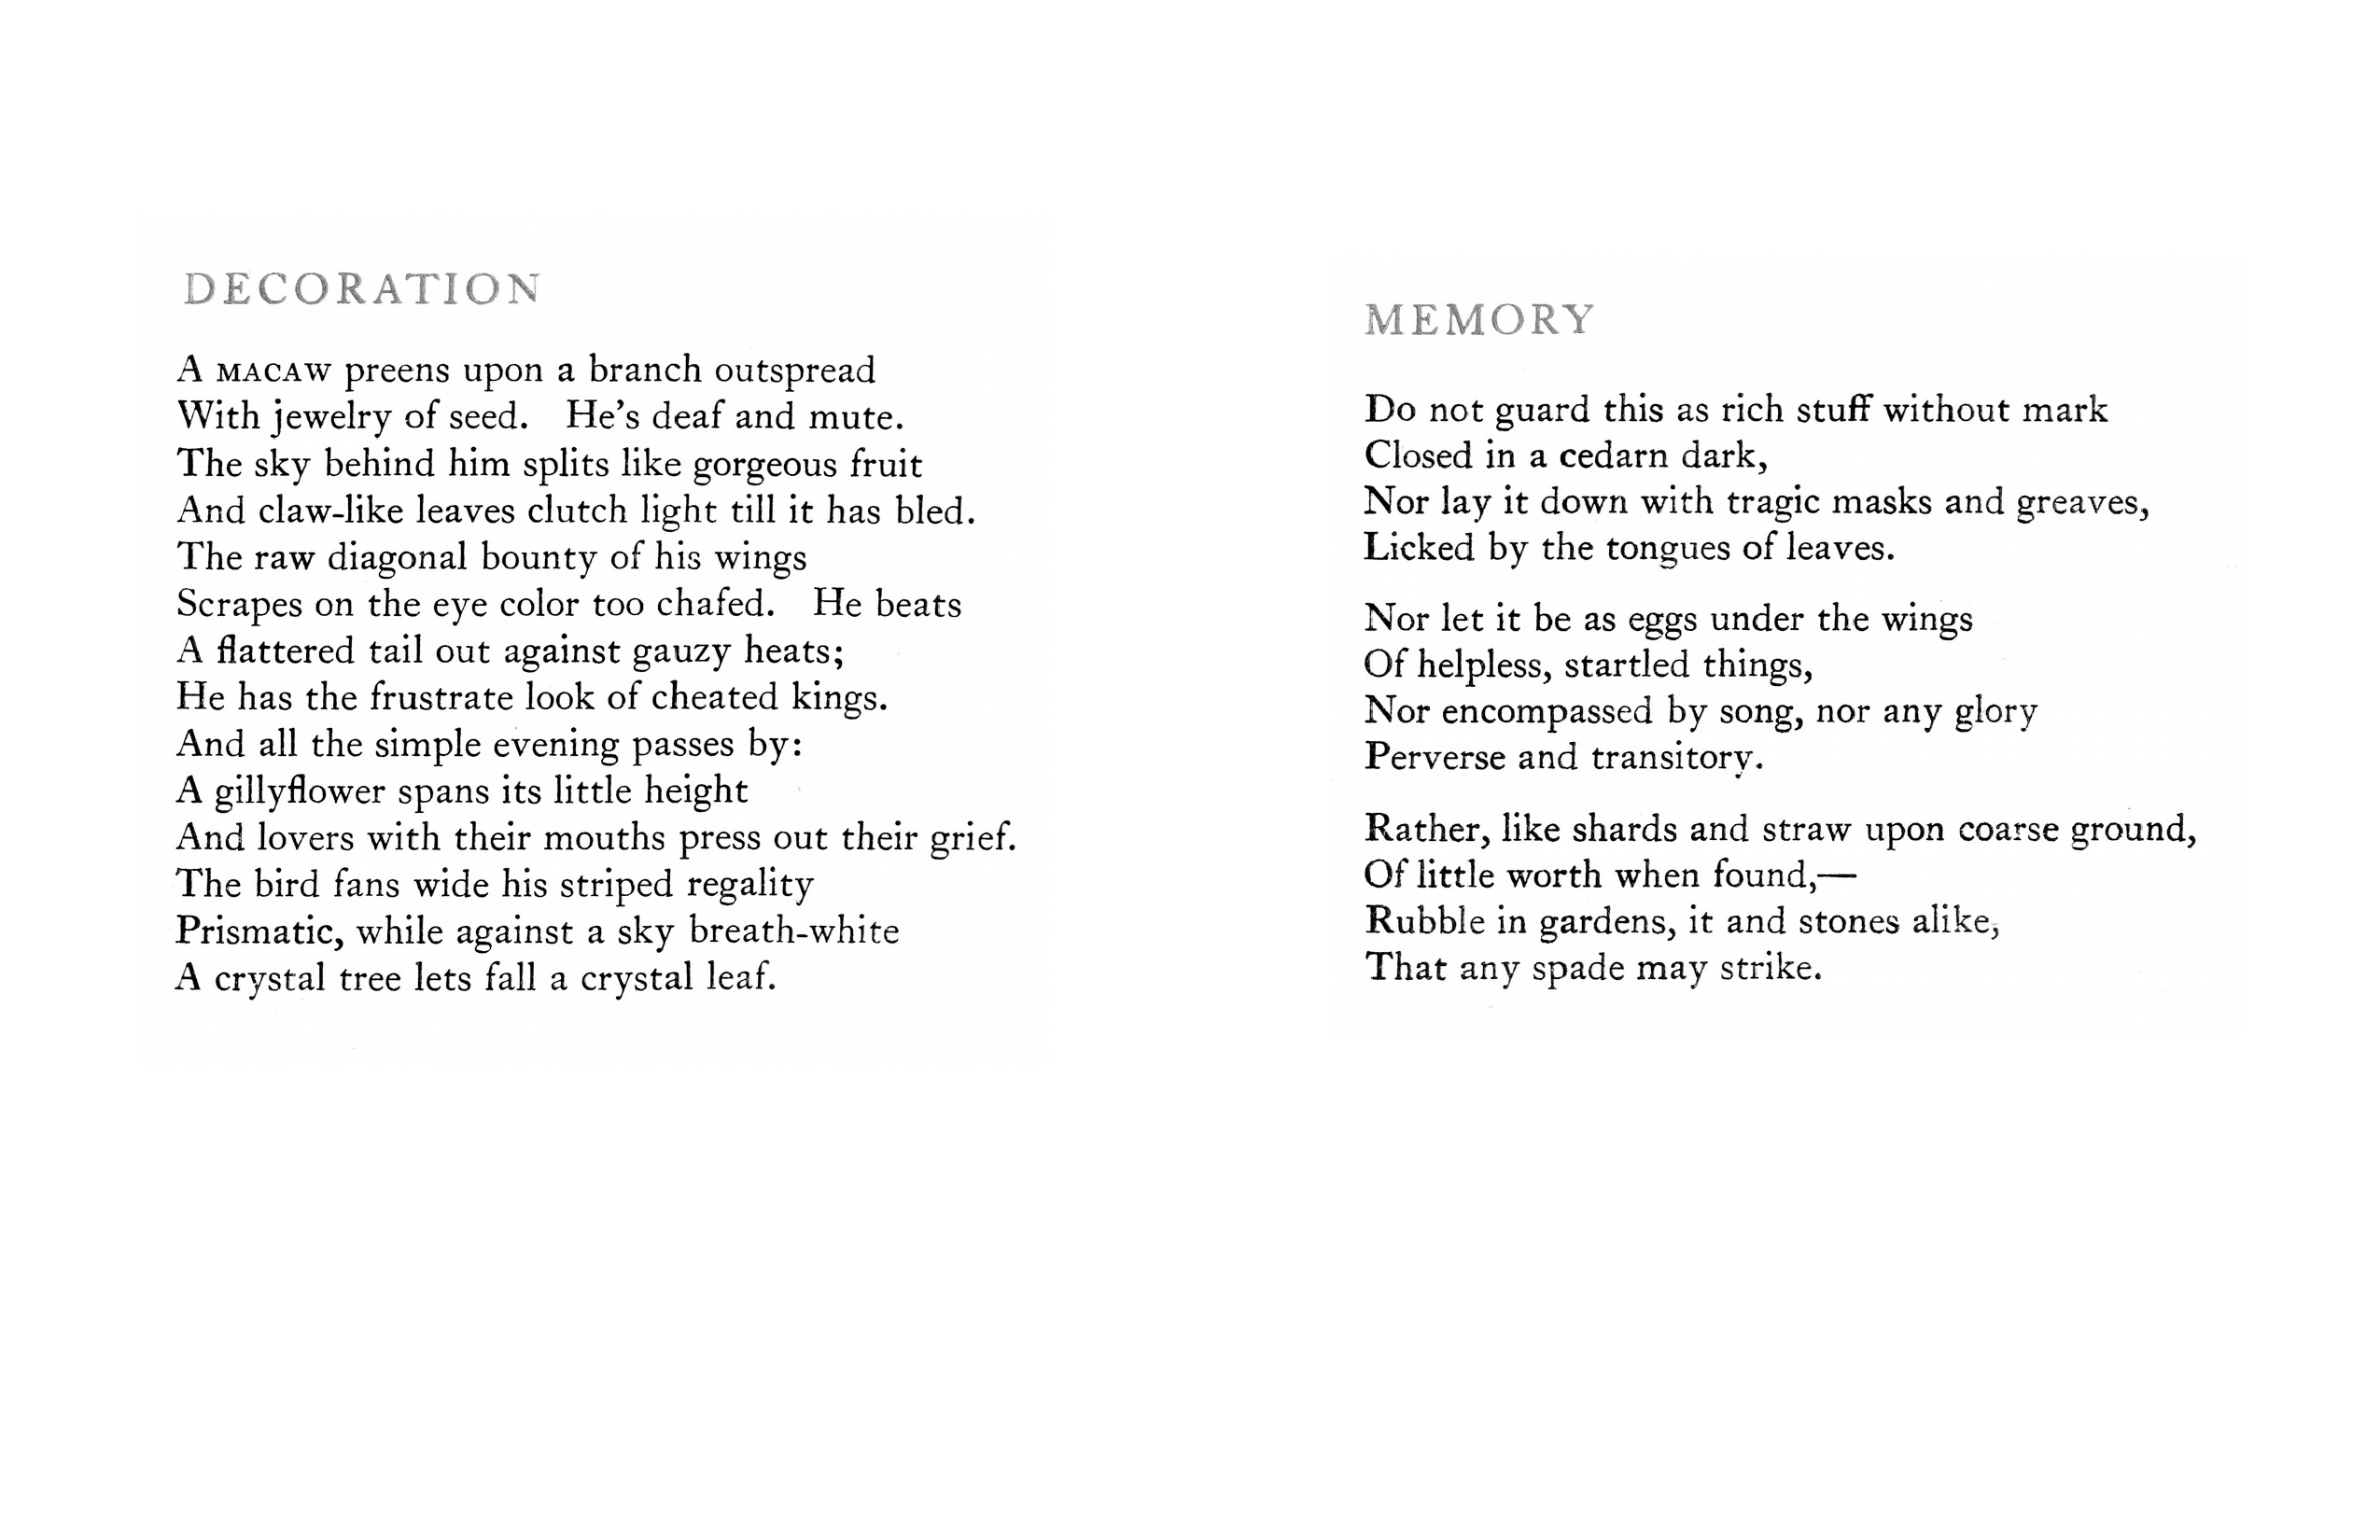 DECORATION
A MACAW preens upon a branch outspread
With jewelry of seed. He's deaf and mute.
The sky behind him splits like gorgeous fruit
And claw-like leaves clutch light till it has bled.
The raw diagonal bounty of his wings
Scrapes on the eye color too chafed. He beats
A flattered tail out against gauzy heats;
He has the frustrate look of cheated kings.
And all the simple evening passes by:
A gillyflower spans its little height
And lovers with their mouths press out their grief.
The bird fans wide his striped regality
Prismatic, while against a sky breath-white
A crystal tree lets fall a crystal leaf.
MEMORY
Do not guard this as rich stuff without mark
Closed in a cedarn dark,
Nor lay it down with tragic masks and greaves,
Licked by the tongues of leaves.
Nor let it be as eggs under the wings
Of helpless, startled things,
Nor encompassed by song, nor any glory
Perverse and transitory.
Rather, like shards and straw upon coarse ground,
Of little worth when found,—
Rubble in gardens, it and stones alike,
That any spade may strike.